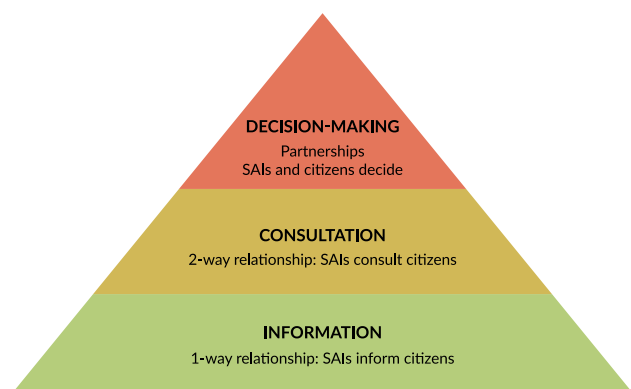 DECISION-MAKING
Partnerships
SAIs and citizens decide
CONSULTATION
2-way relationship: SAIs consult citizens
INFORMATION
1-way relationship: SAIs inform citizens